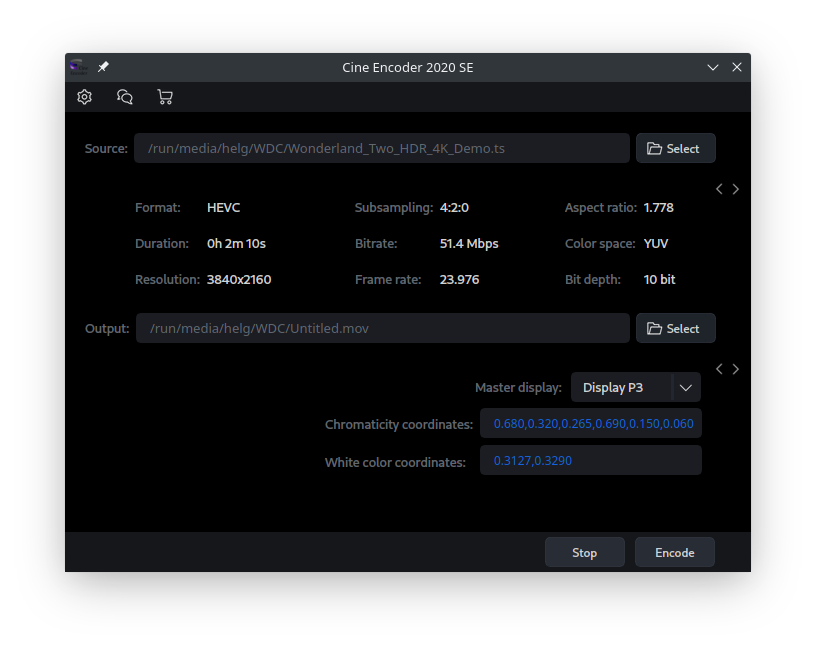 Cine Encoder 2020 SE
Source: /run/media/helg/WDC/Wonderland_Two_HDR_4K_Demo.ts Select
Format: HEVC Subsampling: 4:2:0 Aspect ratio: 1.778
Duration: 0h 2m 10s Bitrate: 51.4 Mbps Color space: YUV
Resolution: 3840x2160 Frame rate: 23.976 Bit depth: 10 bit
Output: /run/media/helg/WDC/Untitled.mov Select
Master display: Display P3
Chromaticity coordinates: 0.680,0.320,0.265,0.690,0.150,0.060
White color coordinates: 0.3127,0.3290
Stop Encode